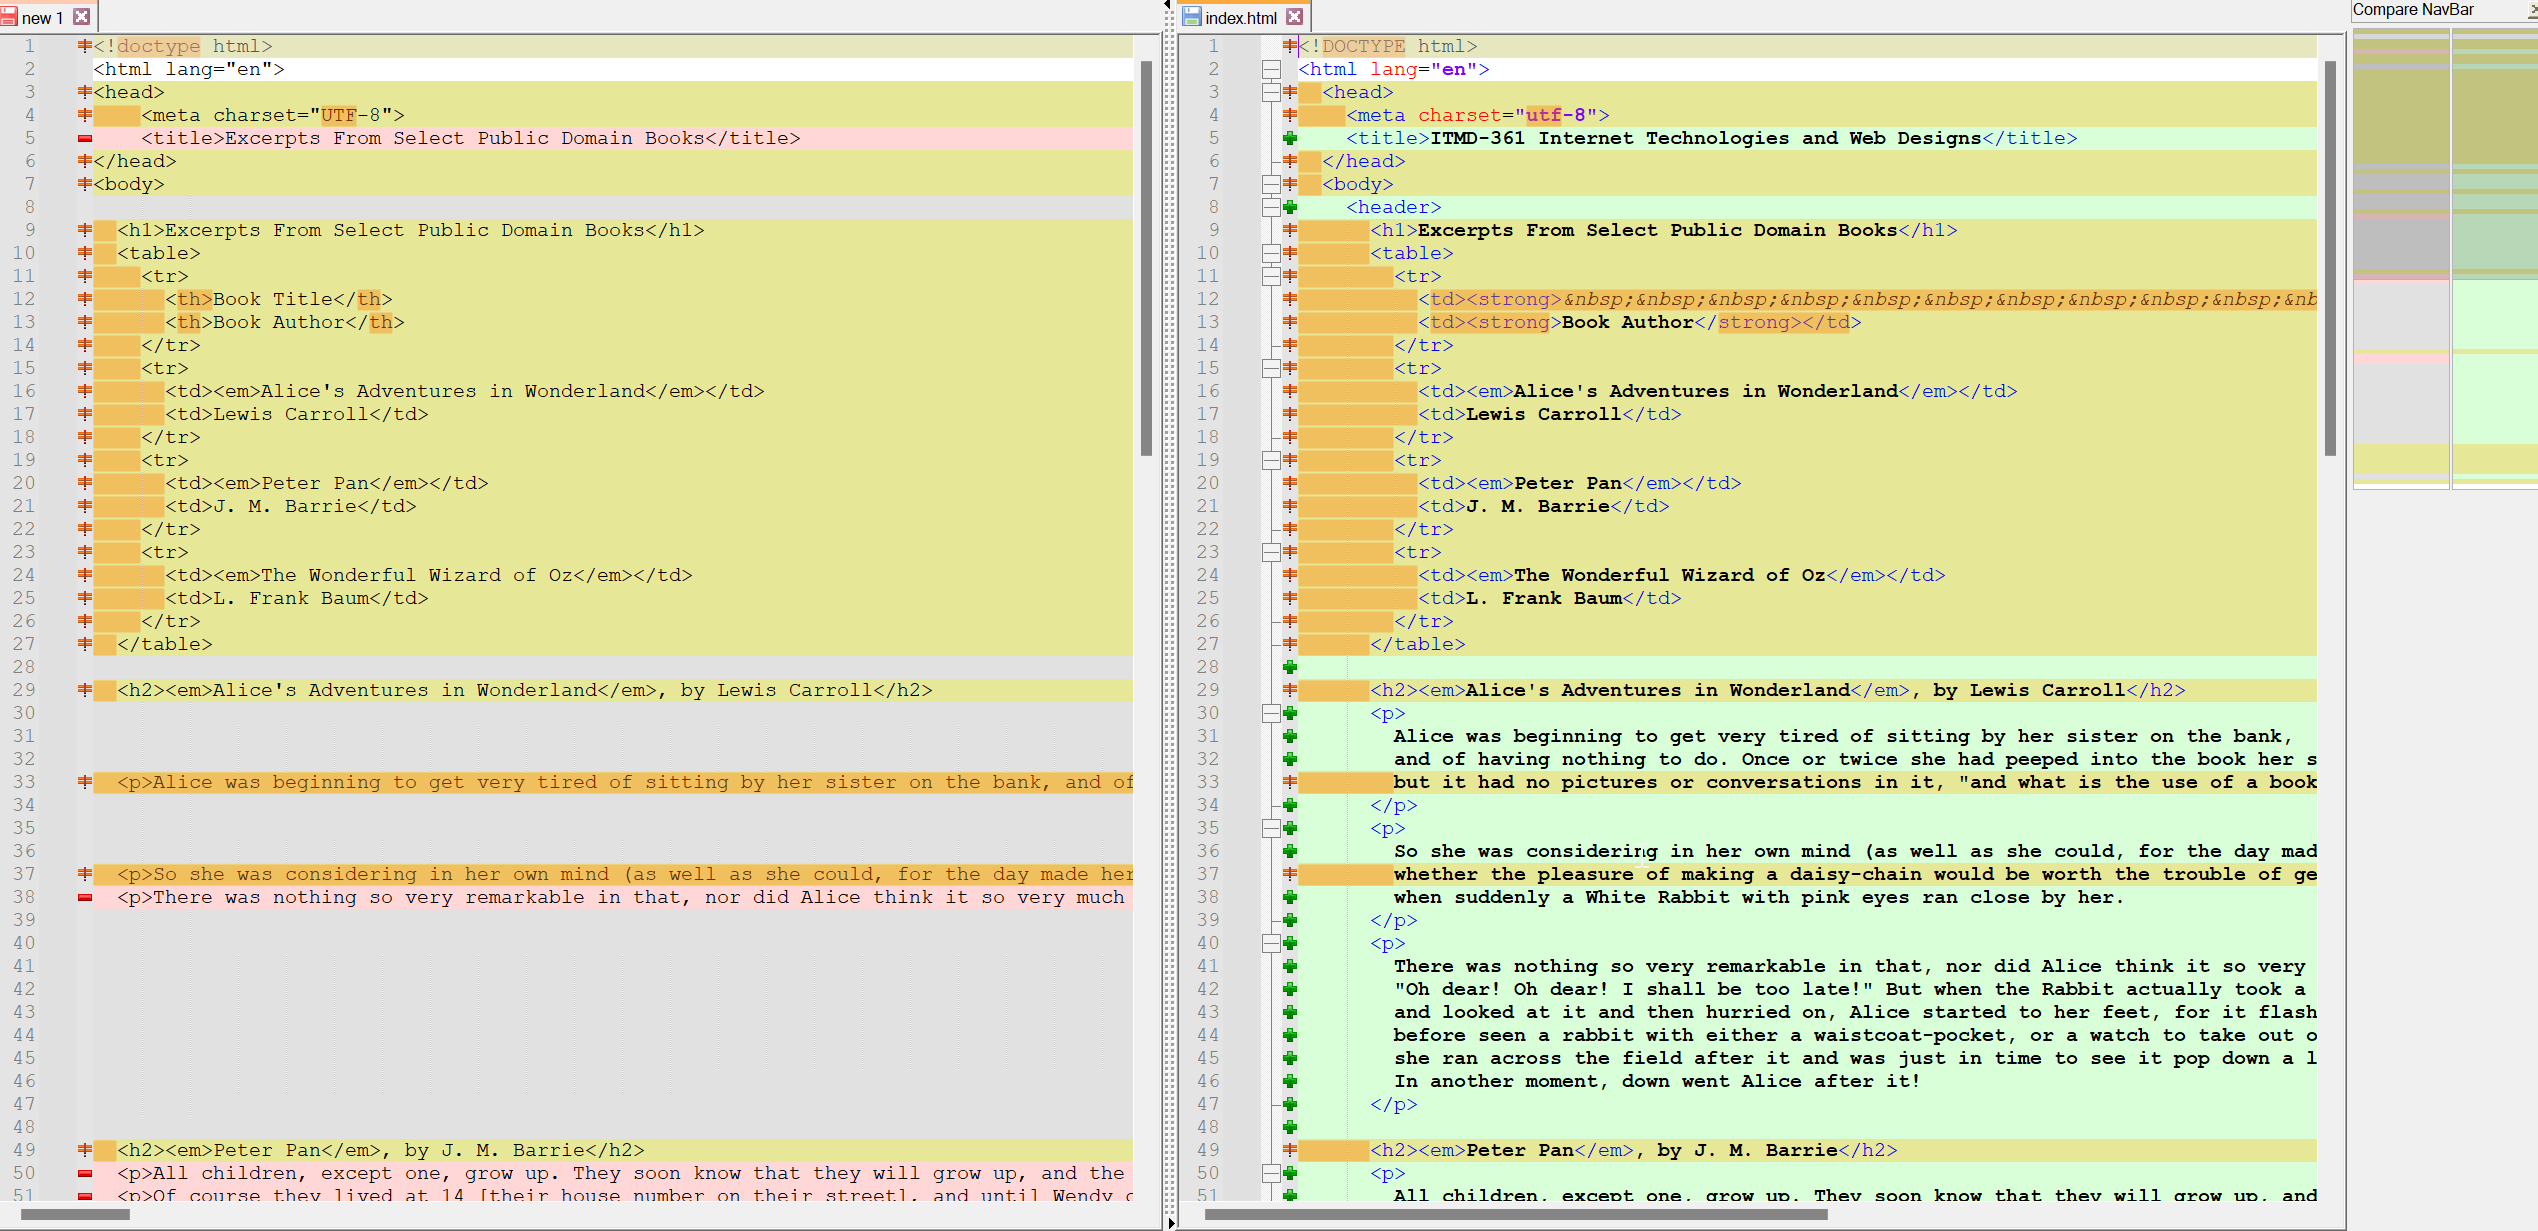 new 1
1 <!doctype html>
2 <html lang="en">
3 <head>
4 <meta charset="UTF-8">
5 <title>Excerpts From Select Public Domain Books</title>
6 </head>
7 <body>
8
9 <h1>Excerpts From Select Public Domain Books</h1>
10 <table>
11 <tr>
12 <th>Book Title</th>
13 <th>Book Author</th>
14 </tr>
15 <tr>
16 <td><em>Alice's Adventures in Wonderland</em></td>
17 <td>Lewis Carroll</td>
18 </tr>
19 <tr>
20 <td><em>Peter Pan</em></td>
21 <td>J. M. Barrie</td>
22 </tr>
23 <tr>
24 <td><em>The Wonderful Wizard of Oz</em></td>
25 <td>L. Frank Baum</td>
26 </tr>
27 </table>
28
29 <h2><em>Alice's Adventures in Wonderland</em>, by Lewis Carroll</h2>
30
31
32
33 <p>Alice was beginning to get very tired of sitting by her sister on the bank, and of
34
35
36
37 <p>So she was considering in her own mind (as well as she could, for the day made her
38 <p>There was nothing so very remarkable in that, nor did Alice think it so very much
39
40
41
42
43
44
45
46
47
48
49 <h2><em>Peter Pan</em>, by J. M. Barrie</h2>
50 <p>All children, except one, grow up. They soon know that they will grow up, and the
51 <p>Of course they lived at 14 [their house number on their street], and until Wendy
index.html
1 <!DOCTYPE html>
2 <html lang="en">
3 <head>
4 <meta charset="utf-8">
5 <title>ITMD-361 Internet Technologies and Web Designs</title>
6 </head>
7 <body>
8 <header>
9 <h1>Excerpts From Select Public Domain Books</h1>
10 <table>
11 <tr>
12 <td><strong>&nbsp;&nbsp;&nbsp;&nbsp;&nbsp;&nbsp;&nbsp;&nbsp;&nbsp;&nbsp;&nb
13 <td><strong>Book Author</strong></td>
14 </tr>
15 <tr>
16 <td><em>Alice's Adventures in Wonderland</em></td>
17 <td>Lewis Carroll</td>
18 </tr>
19 <tr>
20 <td><em>Peter Pan</em></td>
21 <td>J. M. Barrie</td>
22 </tr>
23 <tr>
24 <td><em>The Wonderful Wizard of Oz</em></td>
25 <td>L. Frank Baum</td>
26 </tr>
27 </table>
28
29 <h2><em>Alice's Adventures in Wonderland</em>, by Lewis Carroll</h2>
30 <p>
31 Alice was beginning to get very tired of sitting by her sister on the bank,
32 and of having nothing to do. Once or twice she had peeped into the book her s
33 but it had no pictures or conversations in it, "and what is the use of a book
34 </p>
35 <p>
36 So she was considering in her own mind (as well as she could, for the day mad
37 whether the pleasure of making a daisy-chain would be worth the trouble of ge
38 when suddenly a White Rabbit with pink eyes ran close by her.
39 </p>
40 <p>
41 There was nothing so very remarkable in that, nor did Alice think it so very
42 "Oh dear! Oh dear! I shall be too late!" But when the Rabbit actually took a
43 and looked at it and then hurried on, Alice started to her feet, for it flash
44 before seen a rabbit with either a waistcoat-pocket, or a watch to take out o
45 she ran across the field after it and was just in time to see it pop down a l
46 In another moment, down went Alice after it!
47 </p>
48
49 <h2><em>Peter Pan</em>, by J. M. Barrie</h2>
50 <p>
51 All children, except one, grow up. They soon know that they will grow up, and
Compare NavBar